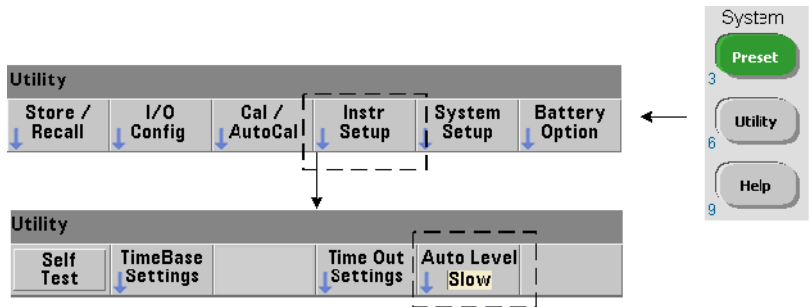 System
Preset
3
Utility
6
Help
9
Utility
Store /
Recall
I/O
Config
Cal /
AutoCal
Instr
Setup
System
Setup
Battery
Option
Utility
Self
Test
TimeBase
Settings
Time Out
Settings
Auto Level
Slow